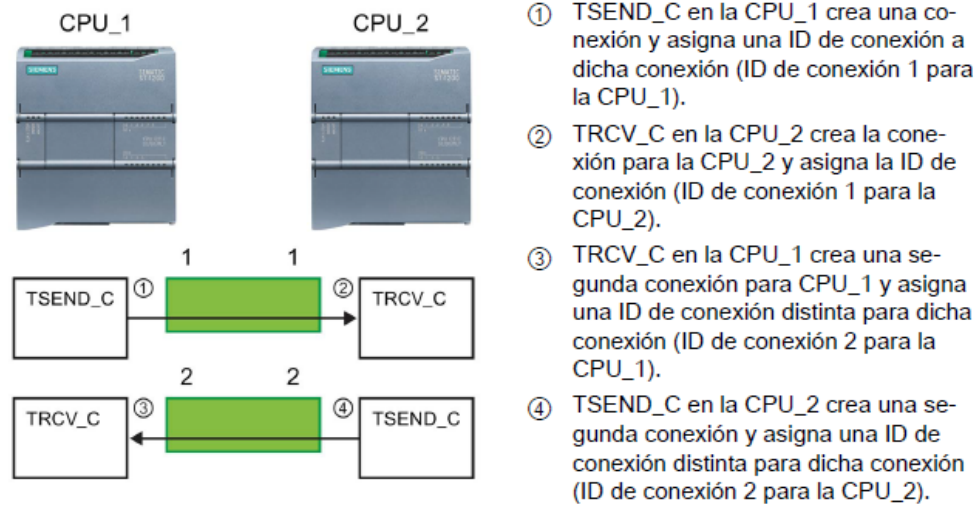 CPU_1
CPU_2
SIEMENS
SIMATIC
S7-1200
SIEMENS
SIMATIC
S7-1200
1
1
TSEND_C
①
②
TRCV_C
2
2
TRCV_C
③
④
TSEND_C
① TSEND_C en la CPU_1 crea una co-
nexión y asigna una ID de conexión a
dicha conexión (ID de conexión 1 para
la CPU_1).
② TRCV_C en la CPU_2 crea la cone-
xión para la CPU_2 y asigna la ID de
conexión (ID de conexión 1 para la
CPU_2).
③ TRCV_C en la CPU_1 crea una se-
gunda conexión para CPU_1 y asigna
una ID de conexión distinta para dicha
conexión (ID de conexión 2 para la
CPU_1).
④ TSEND_C en la CPU_2 crea una se-
gunda conexión y asigna una ID de
conexión distinta para dicha conexión
(ID de conexión 2 para la CPU_2).